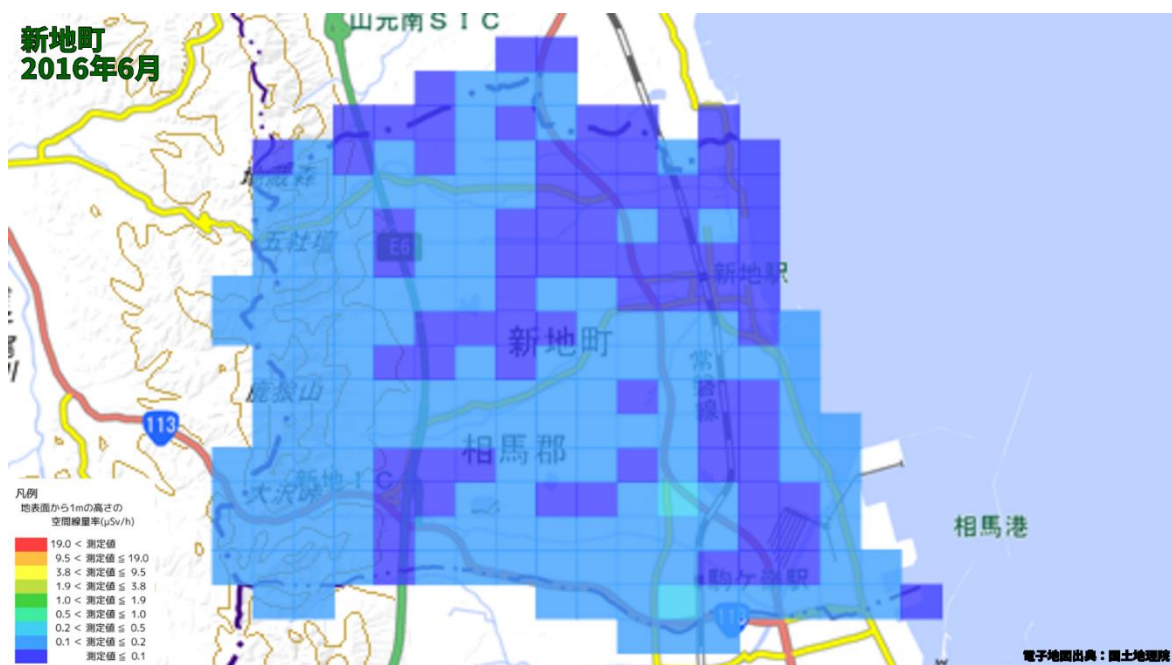 新地町
2016年6月
山元南SIC
地蔵森
五社壇
E6
新地駅
新地町
常磐線
鹿狼山
113
相馬郡
新地IC
大沢峠
相馬港
駒ケ嶺駅
113
凡例
地表面から1mの高さの
空間線量率(μSv/h)
19.0 < 測定値
9.5 < 測定値 ≤ 19.0
3.8 < 測定値 ≤ 9.5
1.9 < 測定値 ≤ 3.8
1.0 < 測定値 ≤ 1.9
0.5 < 測定値 ≤ 1.0
0.2 < 測定値 ≤ 0.5
0.1 < 測定値 ≤ 0.2
測定値 ≤ 0.1
電子地図出典:国土地理院